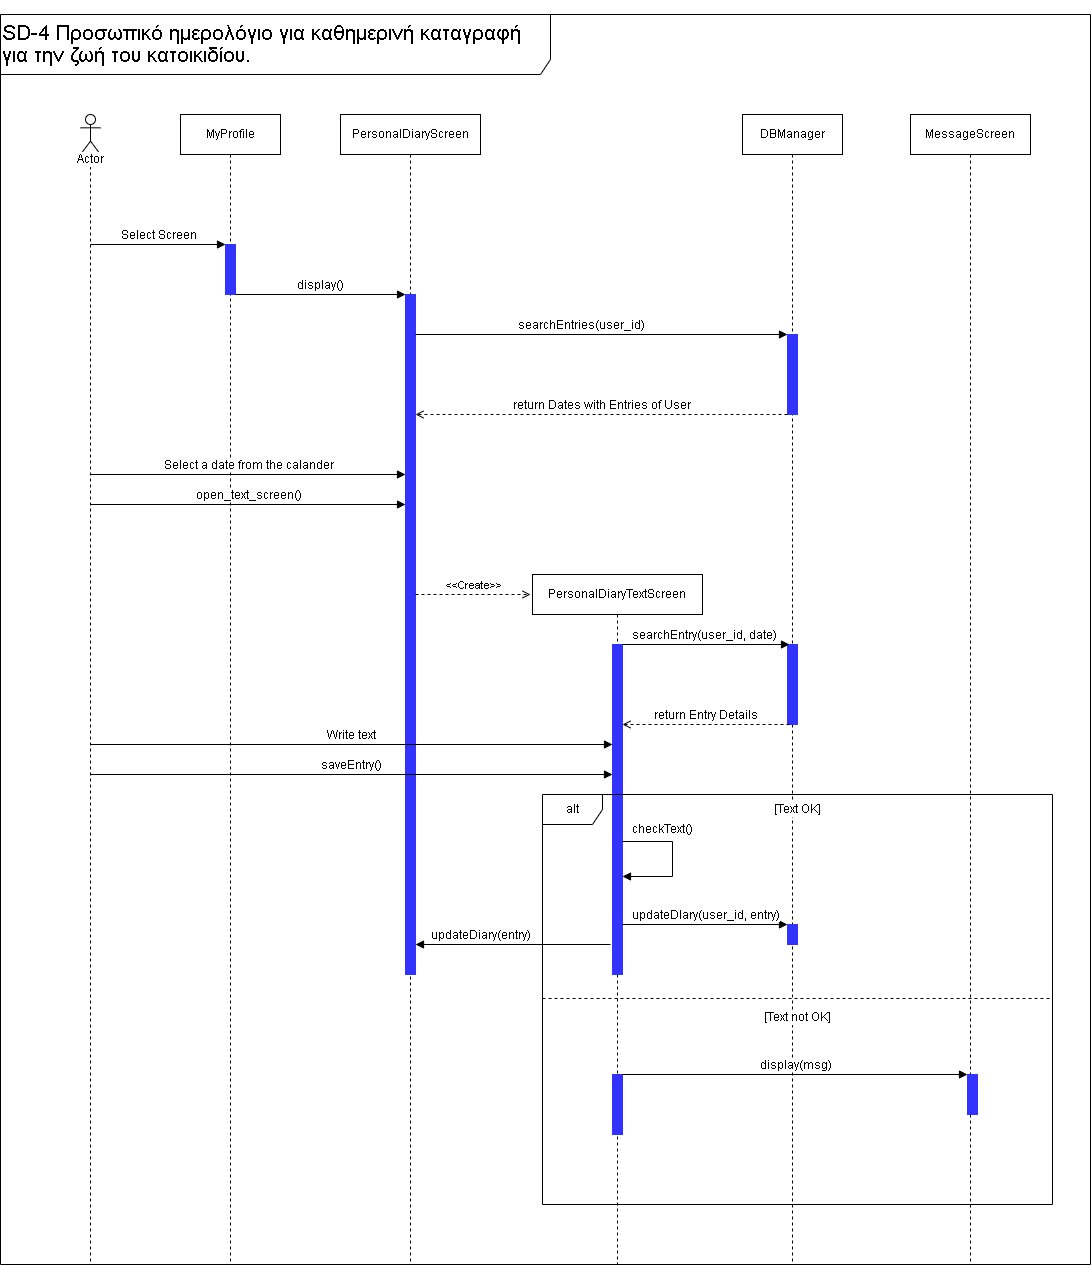 SD-4 Προσωπικό ημερολόγιο για καθημερινή καταγραφή
για την ζωή του κατοικιδίου.
Actor
MyProfile
PersonalDiaryScreen
DBManager
MessageScreen
Select Screen
display()
searchEntries(user_id)
return Dates with Entries of User
Select a date from the calander
open_text_screen()
<<Create>>
PersonalDiaryTextScreen
searchEntry(user_id, date)
return Entry Details
Write text
saveEntry()
alt
[Text OK]
checkText()
updateDIary(user_id, entry)
updateDiary(entry)
[Text not OK]
display(msg)